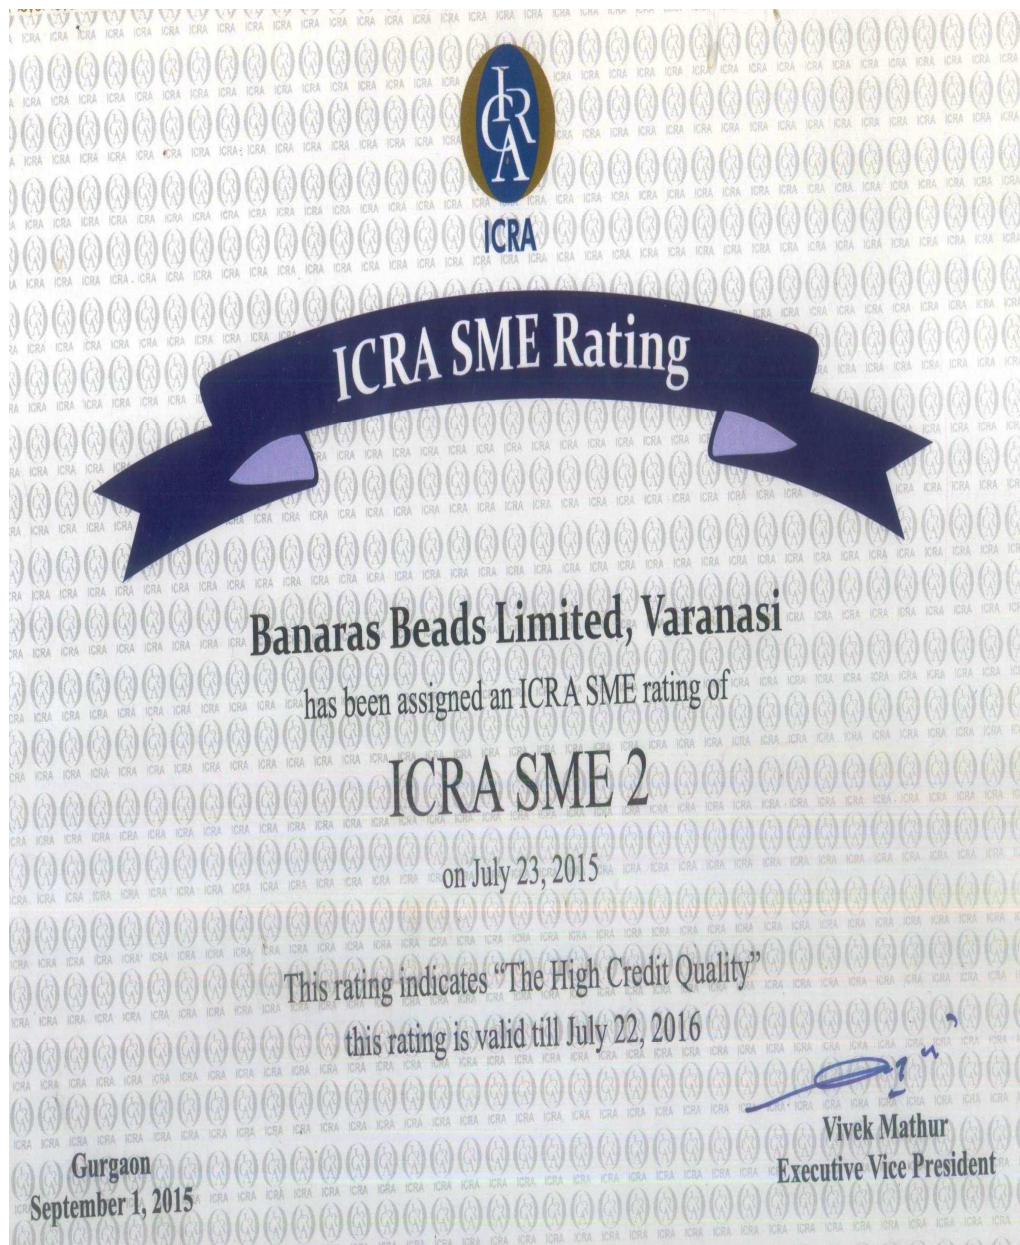 ICRA
ICRA
ICRA SME Rating
Banaras Beads Limited, Varanasi
has been assigned an ICRA SME rating of
ICRA SME 2
on July 23, 2015
This rating indicates “The High Credit Quality”
this rating is valid till July 22, 2016
Vivek Mathur
Executive Vice President
Gurgaon
September 1, 2015